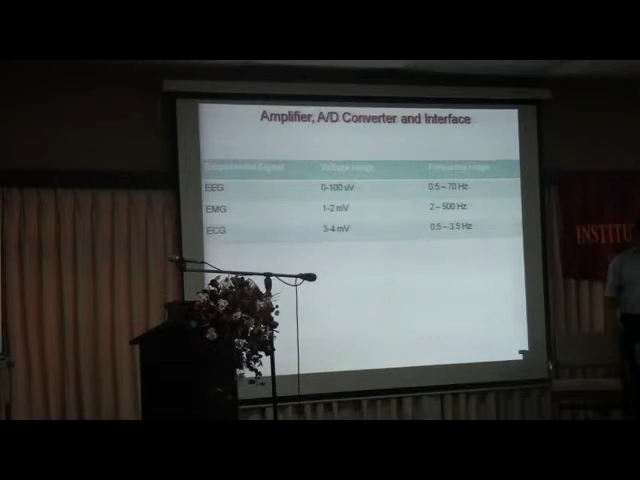 Amplifier, A/D Converter and Interface
Biopotential Signal Voltage range Frequency range
EEG 0-100 uV 0.5 – 70 Hz
EMG 1-2 mV 2 – 500 Hz
ECG 3-4 mV 0.5 – 3.5 Hz
INSTITU